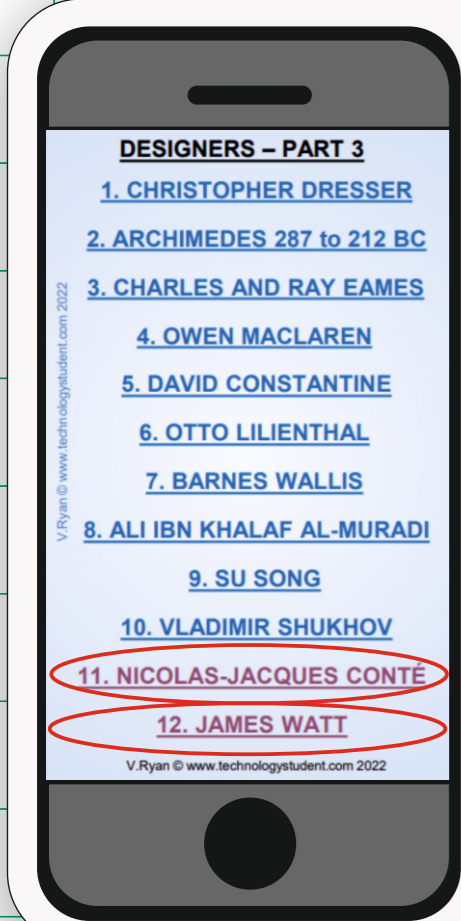 DESIGNERS – PART 3
1. CHRISTOPHER DRESSER
2. ARCHIMEDES 287 to 212 BC
3. CHARLES AND RAY EAMES
4. OWEN MACLAREN
5. DAVID CONSTANTINE
6. OTTO LILIENTHAL
7. BARNES WALLIS
8. ALI IBN KHALAF AL-MURADI
9. SU SONG
10. VLADIMIR SHUKHOV
11. NICOLAS-JACQUES CONTÉ
12. JAMES WATT
V.Ryan © www.technologystudent.com 2022
V.Ryan © www.technologystudent.com 2022